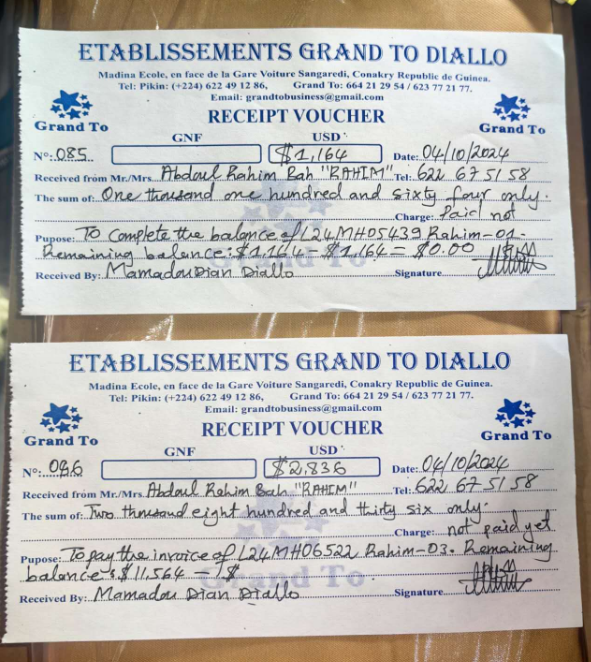 ETABLISSEMENTS GRAND TO DIALLO
Madina Ecole, en face de la Gare Voiture Sangaredi, Conakry Republic de Guinea.
Tel: Pikin: (+224) 622 49 12 86, Grand To: 664 21 29 54 / 623 77 21 77.
Email: grandtobusiness@gmail.com
Grand To RECEIPT VOUCHER Grand To
GNF USD
Nº: 085 $1,164 Date: 04/10/2024
Received from Mr./Mrs. Abdoul Rahim Bah "RAHIM" Tel: 622 67 51 58
The sum of: One thousand one hundred and sixty four only.
Charge: Paid not
Pupose: To Complete the balance of L24MH05439 Rahim-01.
Remaining balance: $1,164 - $1,164 = $0.00
Grand To
Received By: Mamadou Dian Diallo Signature
ETABLISSEMENTS GRAND TO DIALLO
Madina Ecole, en face de la Gare Voiture Sangaredi, Conakry Republic de Guinea.
Tel: Pikin: (+224) 622 49 12 86, Grand To: 664 21 29 54 / 623 77 21 77.
Email: grandtobusiness@gmail.com
Grand To RECEIPT VOUCHER Grand To
GNF USD
Nº: 086 $2,836 Date: 04/10/2024
Received from Mr./Mrs. Abdoul Rahim Bah "RAHIM" Tel: 622 67 51 58
The sum of: Two thousand eight hundred and thirty six only.
Charge: not paid yet
Pupose: To pay the invoice of L24MH06522 Rahim-03. Remaining
balance: $11,564 $
Grand To
Received By: Mamadou Dian Diallo Signature